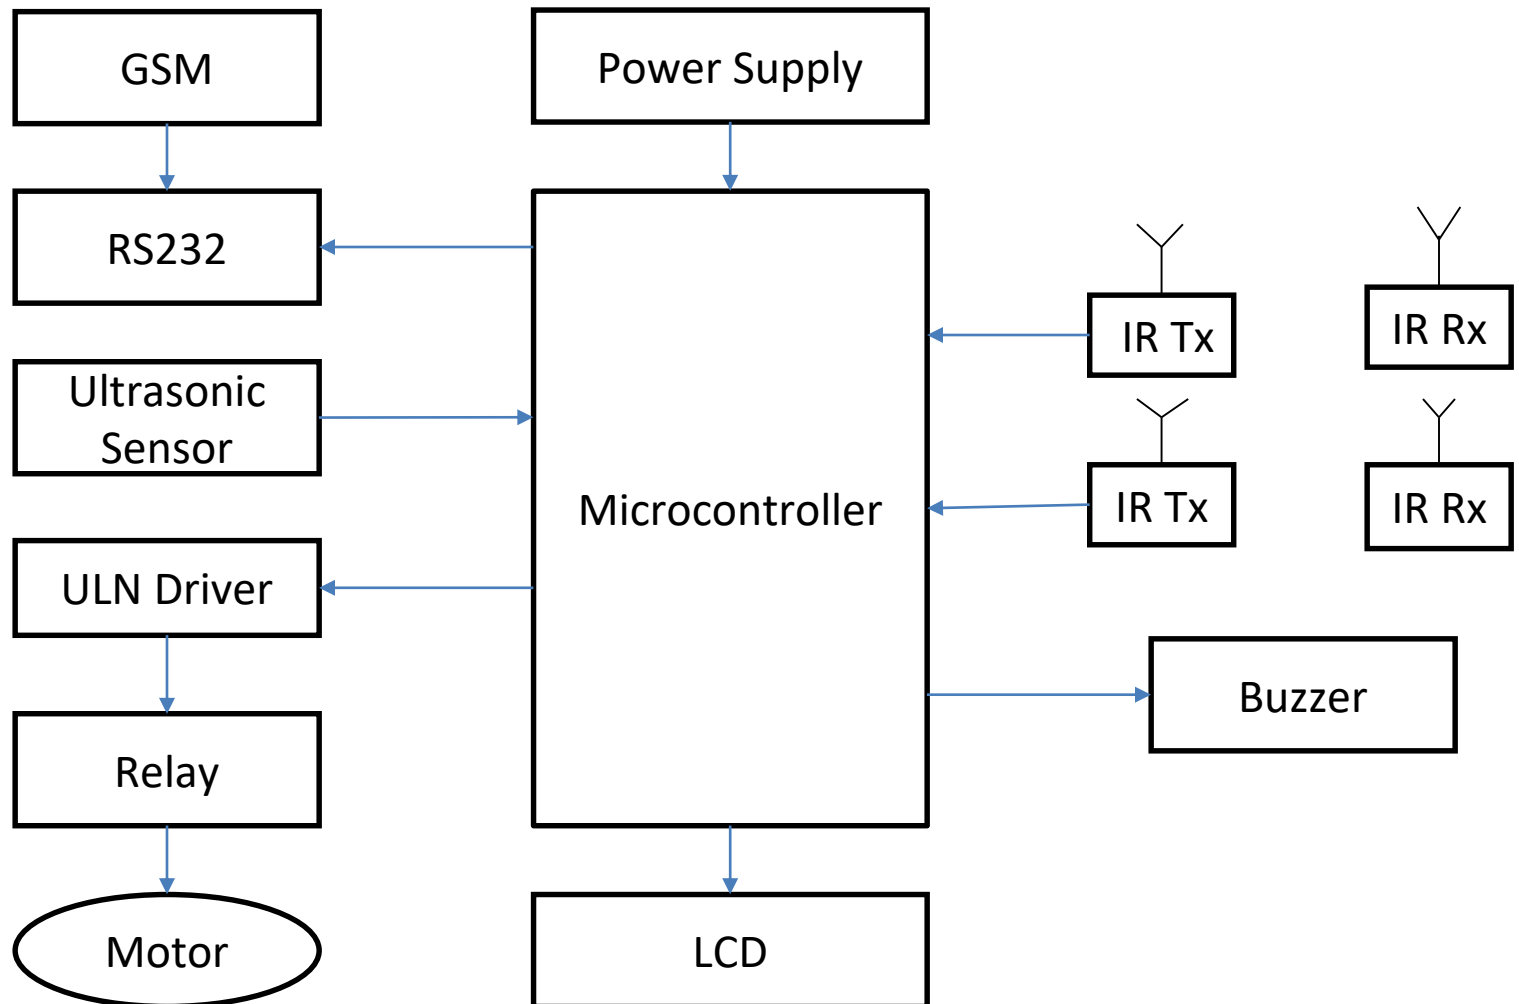 GSM
Power Supply
RS232
IR Tx
IR Rx
Ultrasonic
Sensor
Microcontroller
IR Tx
IR Rx
ULN Driver
Buzzer
Relay
Motor
LCD